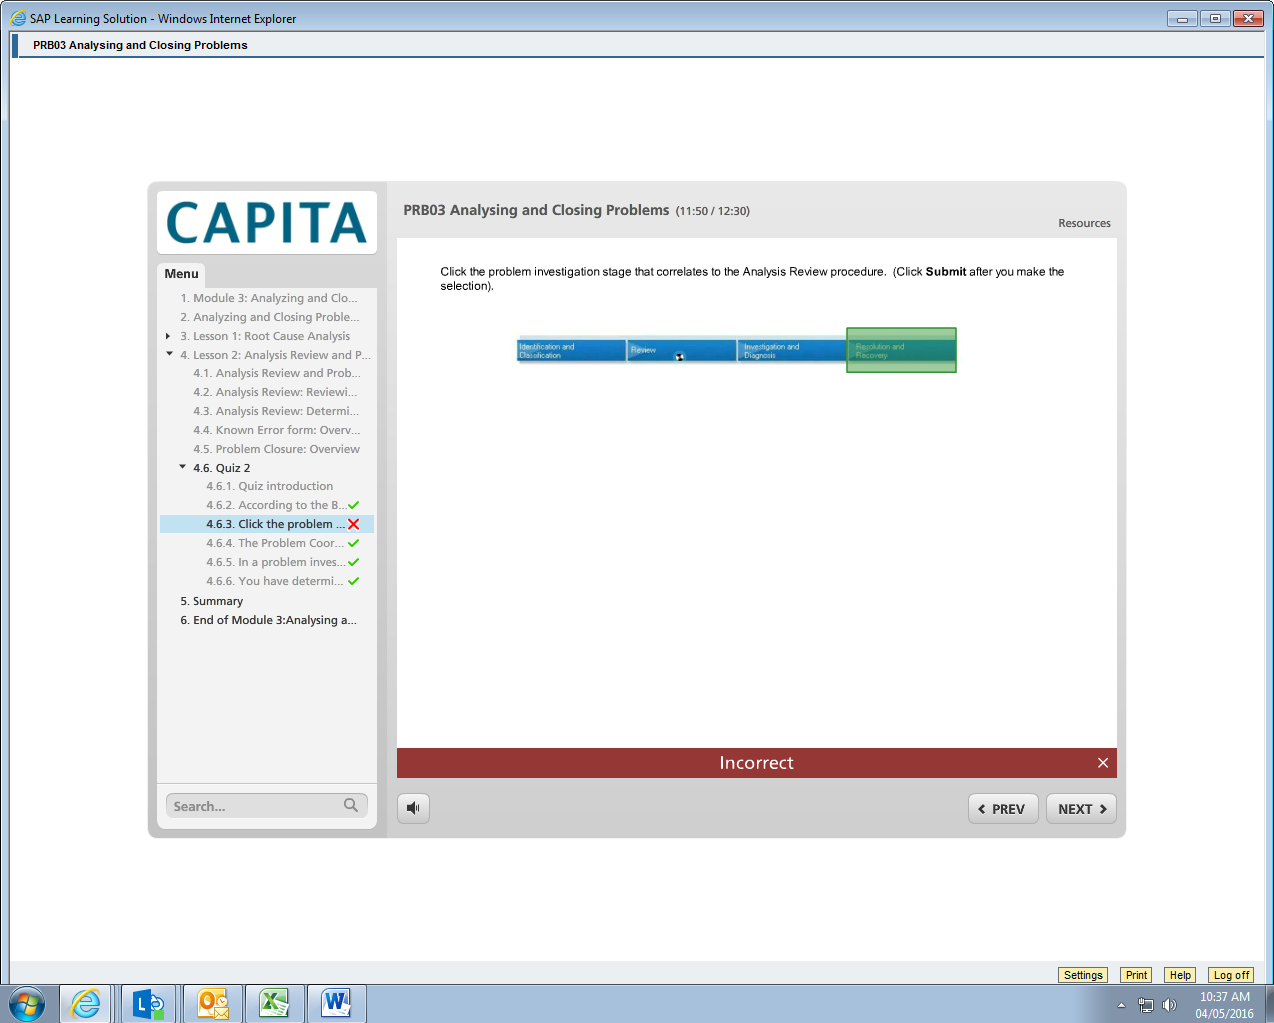 SAP Learning Solution - Windows Internet Explorer
PRB03 Analysing and Closing Problems
CAPITA
PRB03 Analysing and Closing Problems (11:50 / 12:30)
Resources
Menu
1. Module 3: Analyzing and Clo...
2. Analyzing and Closing Proble...
3. Lesson 1: Root Cause Analysis
4. Lesson 2: Analysis Review and P...
4.1. Analysis Review and Prob...
4.2. Analysis Review: Reviewi...
4.3. Analysis Review: Determi...
4.4. Known Error form: Overv...
4.5. Problem Closure: Overview
4.6. Quiz 2
4.6.1. Quiz introduction
4.6.2. According to the B...
4.6.3. Click the problem ...
4.6.4. The Problem Coor...
4.6.5. In a problem inves...
4.6.6. You have determi...
5. Summary
6. End of Module 3:Analysing a...
Search...
Click the problem investigation stage that correlates to the Analysis Review procedure. (Click Submit after you make the
selection).
Identification and
Classification
Review
Investigation and
Diagnosis
Resolution and
Recovery
Incorrect
PREV
NEXT
Settings
Print
Help
Log off
10:37 AM
04/05/2016